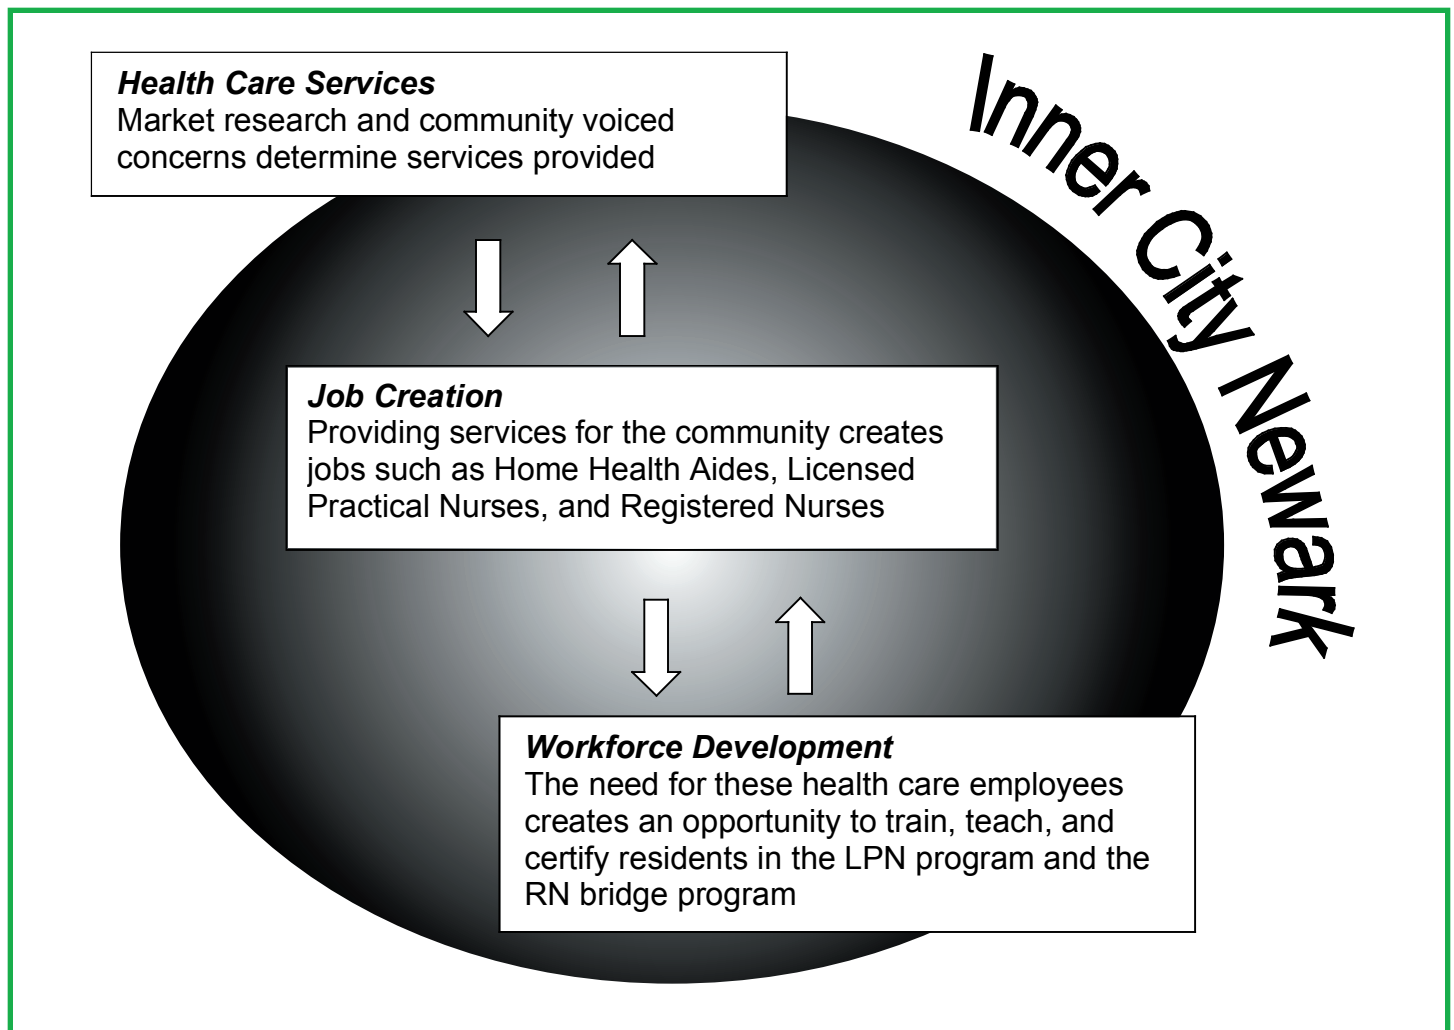 Health Care Services
Market research and community voiced
concerns determine services provided
Inner City Newark
Job Creation
Providing services for the community creates
jobs such as Home Health Aides, Licensed
Practical Nurses, and Registered Nurses
Workforce Development
The need for these health care employees
creates an opportunity to train, teach, and
certify residents in the LPN program and the
RN bridge program